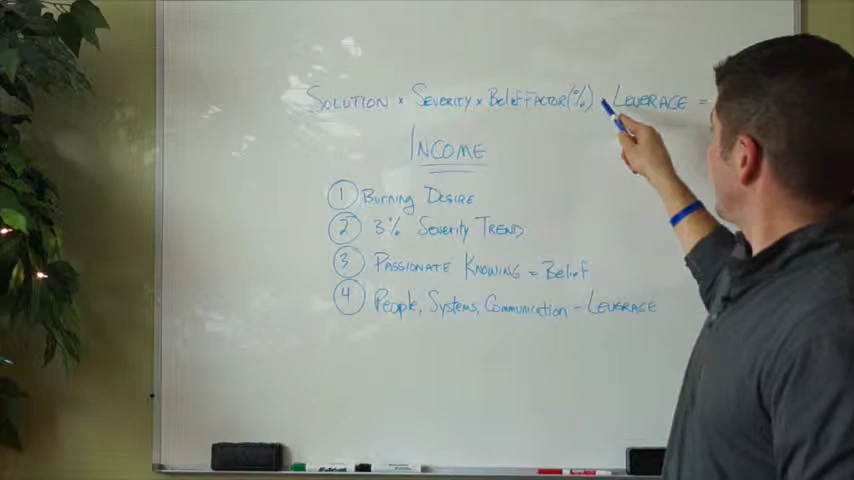 SOLUTION x SEVERITY x Belief FACTOR (%) LEVERAGE =
INCOME
1 Burning DESIRE
2 3% Severity TREND
3 PASSIONATE KNOWING = Belief
4 People, Systems, Communication - LEVERAGE